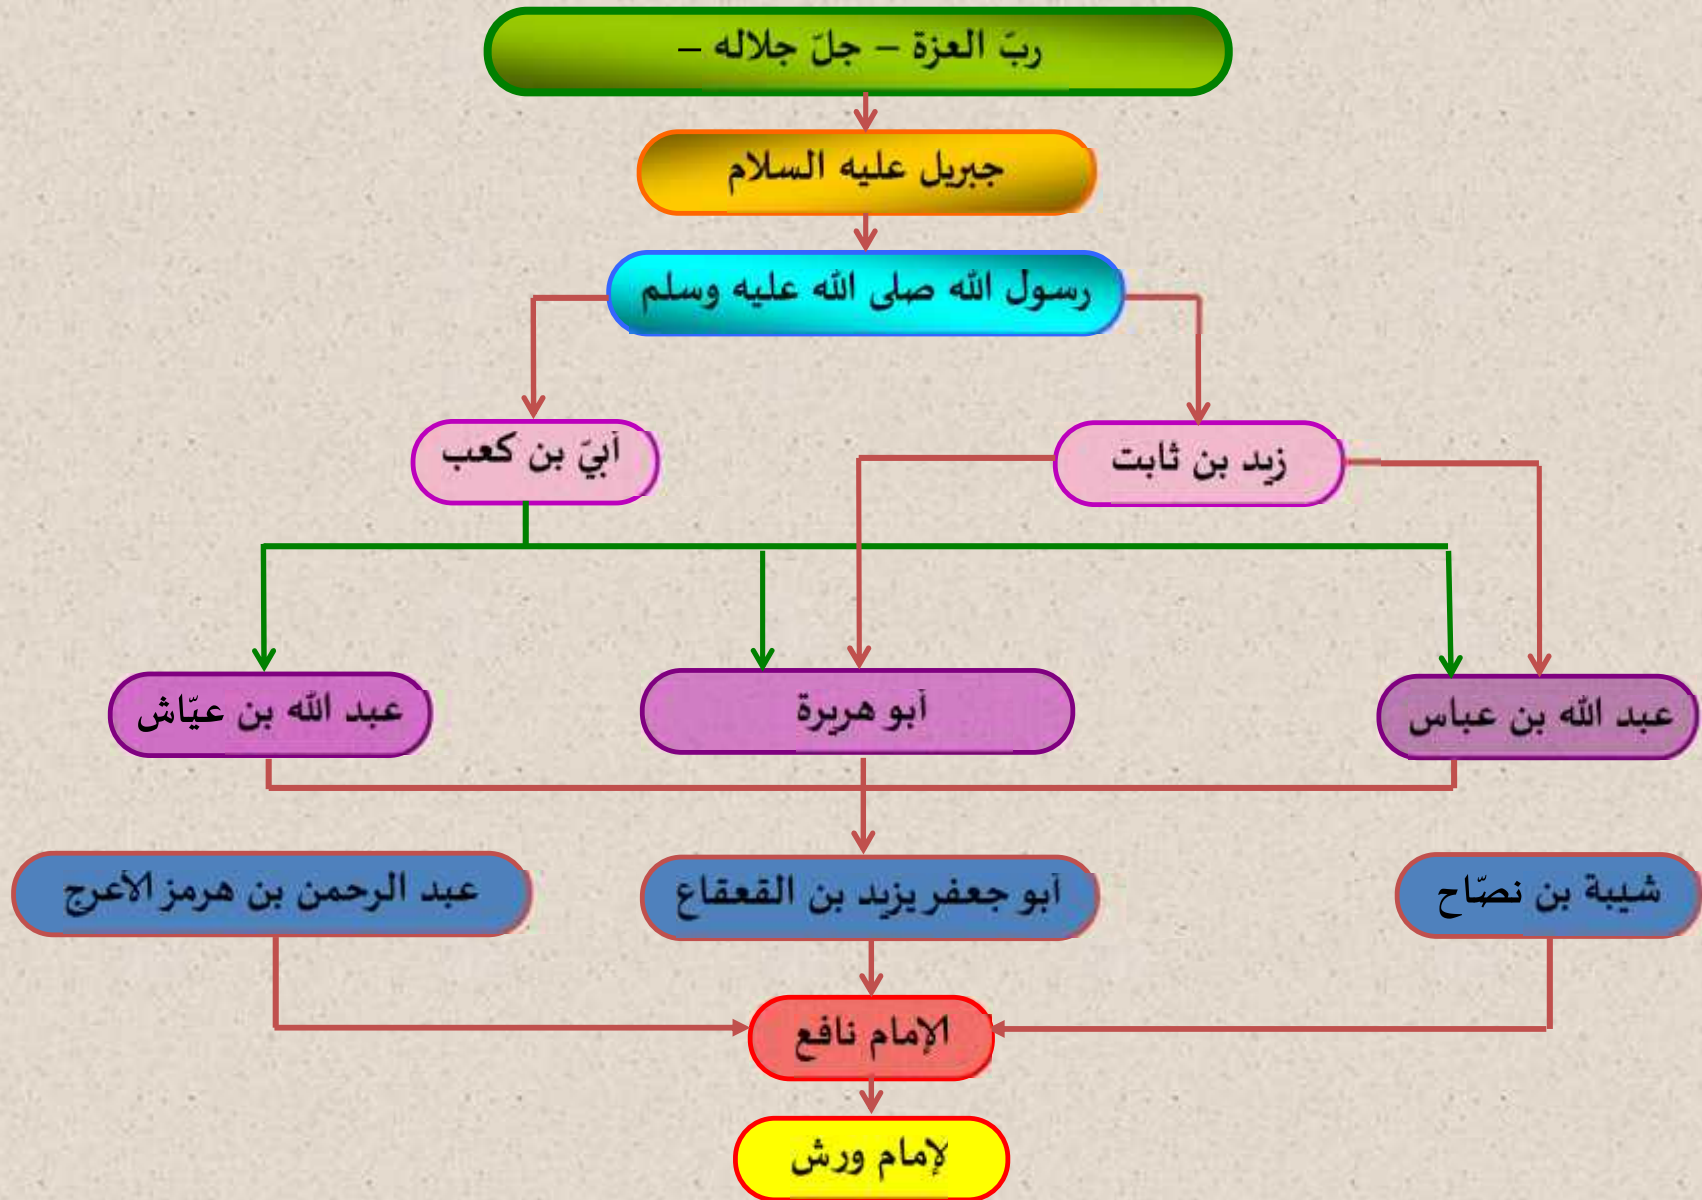 ربّ العزة – جلّ جلاله –
جبريل عليه السلام
رسول الله صلى الله عليه وسلم
زيد بن ثابت
أبيّ بن كعب
عبد الله بن عباس
أبو هريرة
عبد الله بن عيّاش
شيبة بن نصّاح
أبو جعفر يزيد بن القعقاع
عبد الرحمن بن هرمز الأعرج
الإمام نافع
لإمام ورش